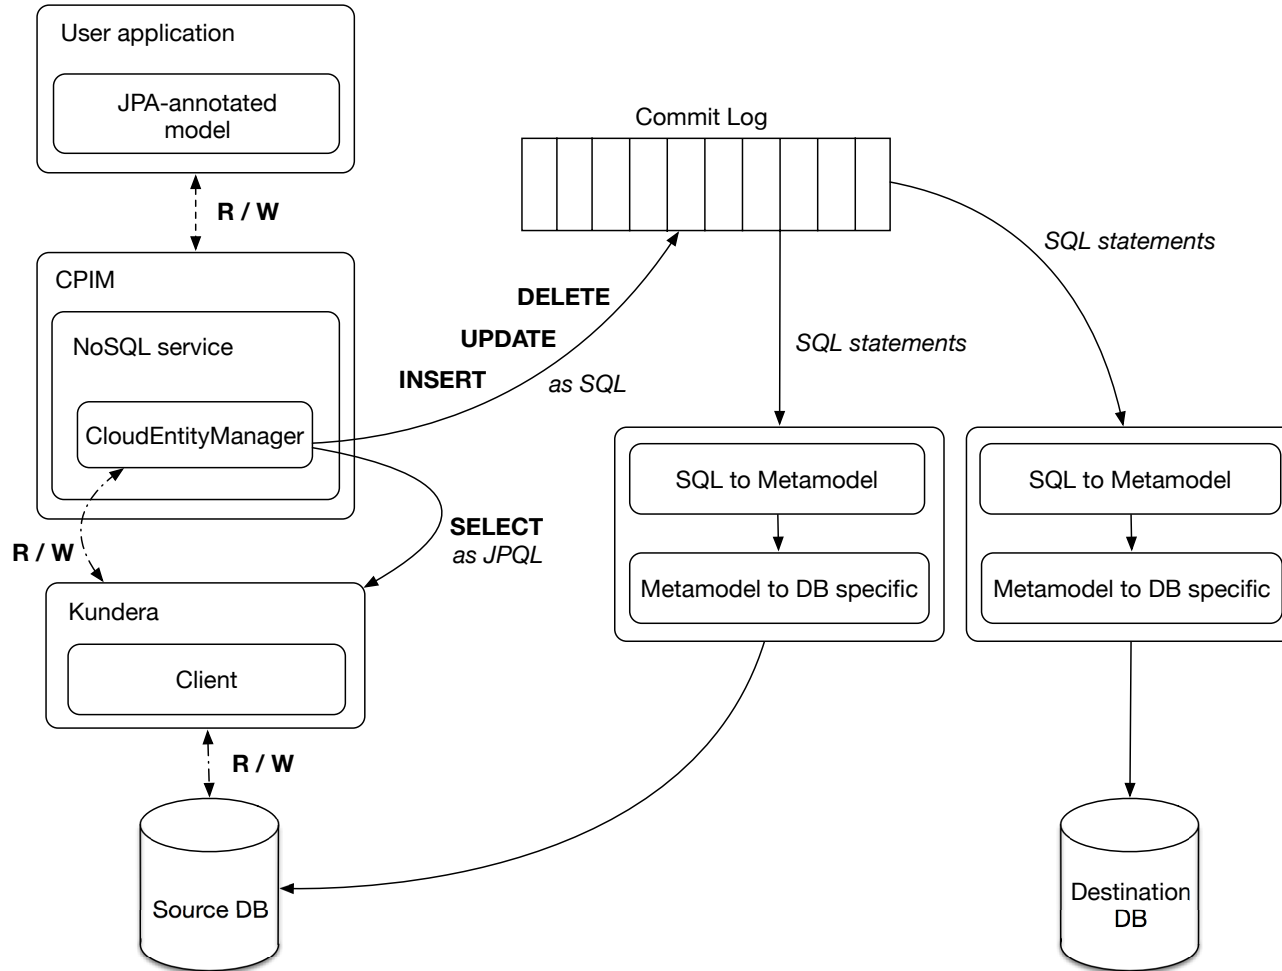 User application
JPA-annotated
model
R / W
CPIM
NoSQL service
CloudEntityManager
R / W
Kundera
Client
R / W
Source DB
Commit Log
DELETE
UPDATE
INSERT
as SQL
SELECT
as JPQL
SQL statements
SQL statements
SQL to Metamodel
Metamodel to DB specific
SQL to Metamodel
Metamodel to DB specific
Destination
DB